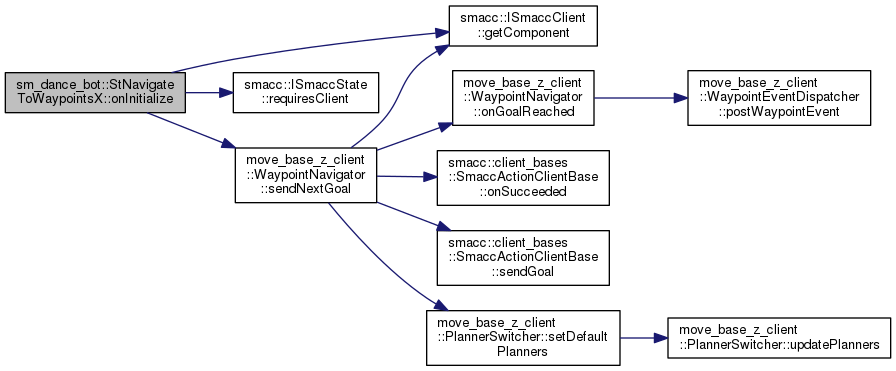 sm_dance_bot::StNavigate
ToWaypointsX::onInitialize
smacc::ISmaccClient
::getComponent
smacc::ISmaccState
::requiresClient
move_base_z_client
::WaypointNavigator
::sendNextGoal
move_base_z_client
::WaypointNavigator
::onGoalReached
move_base_z_client
::WaypointEventDispatcher
::postWaypointEvent
smacc::client_bases
::SmaccActionClientBase
::onSucceeded
smacc::client_bases
::SmaccActionClientBase
::sendGoal
move_base_z_client
::PlannerSwitcher::setDefault
Planners
move_base_z_client
::PlannerSwitcher::updatePlanners